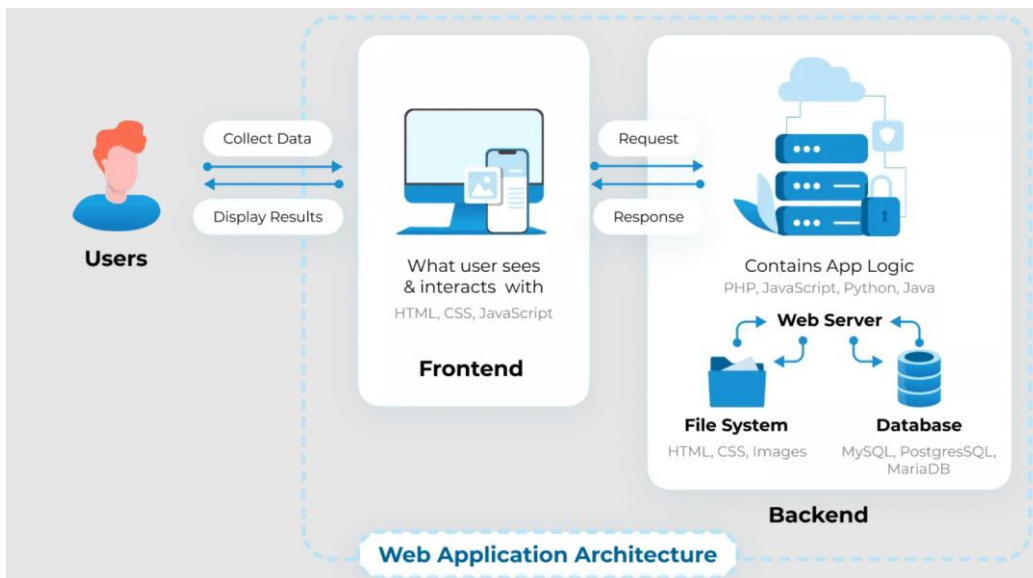 Users
Collect Data
Display Results
What user sees
& interacts with
HTML, CSS, JavaScript
Frontend
Request
Response
Contains App Logic
PHP, JavaScript, Python, Java
Web Server
File System
HTML, CSS, Images
Database
MySQL, PostgresSQL,
MariaDB
Backend
Web Application Architecture